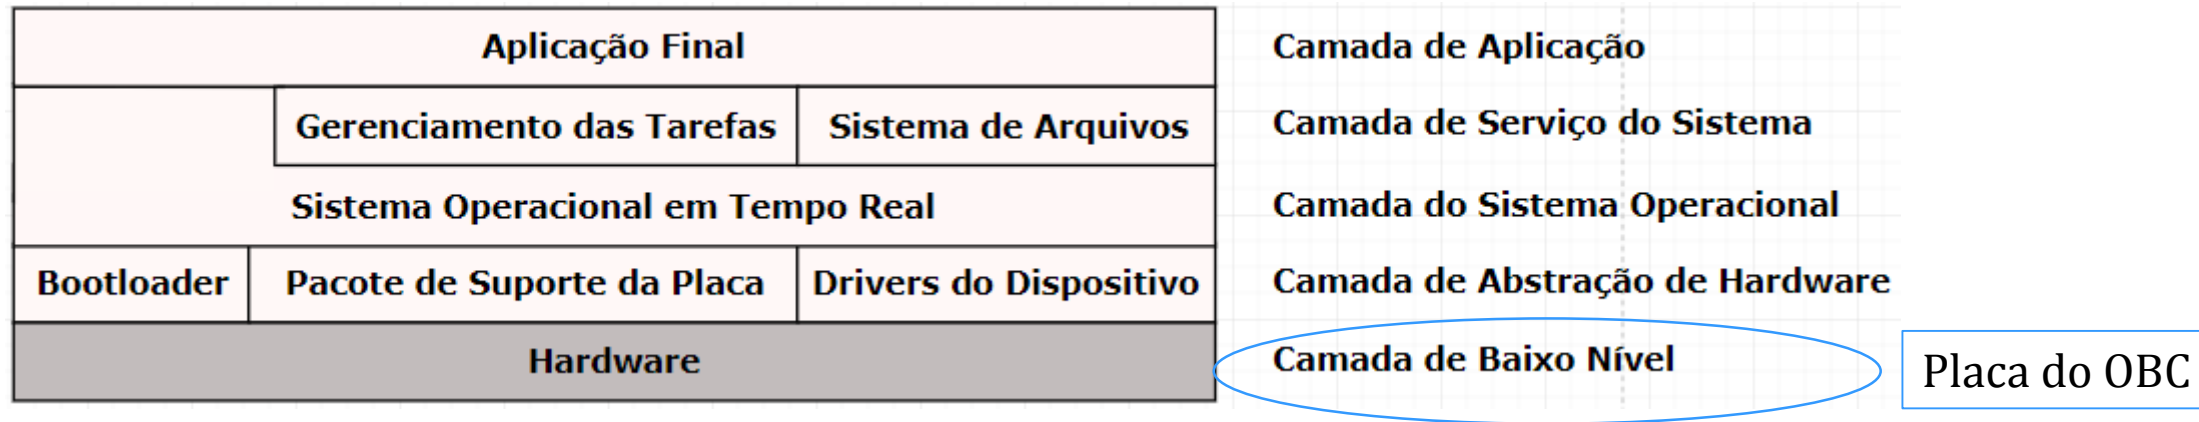 Aplicação Final
Camada de Aplicação
Gerenciamento das Tarefas
Sistema de Arquivos
Camada de Serviço do Sistema
Sistema Operacional em Tempo Real
Camada do Sistema Operacional
Bootloader
Pacote de Suporte da Placa
Drivers do Dispositivo
Camada de Abstração de Hardware
Hardware
Camada de Baixo Nível
Placa do OBC